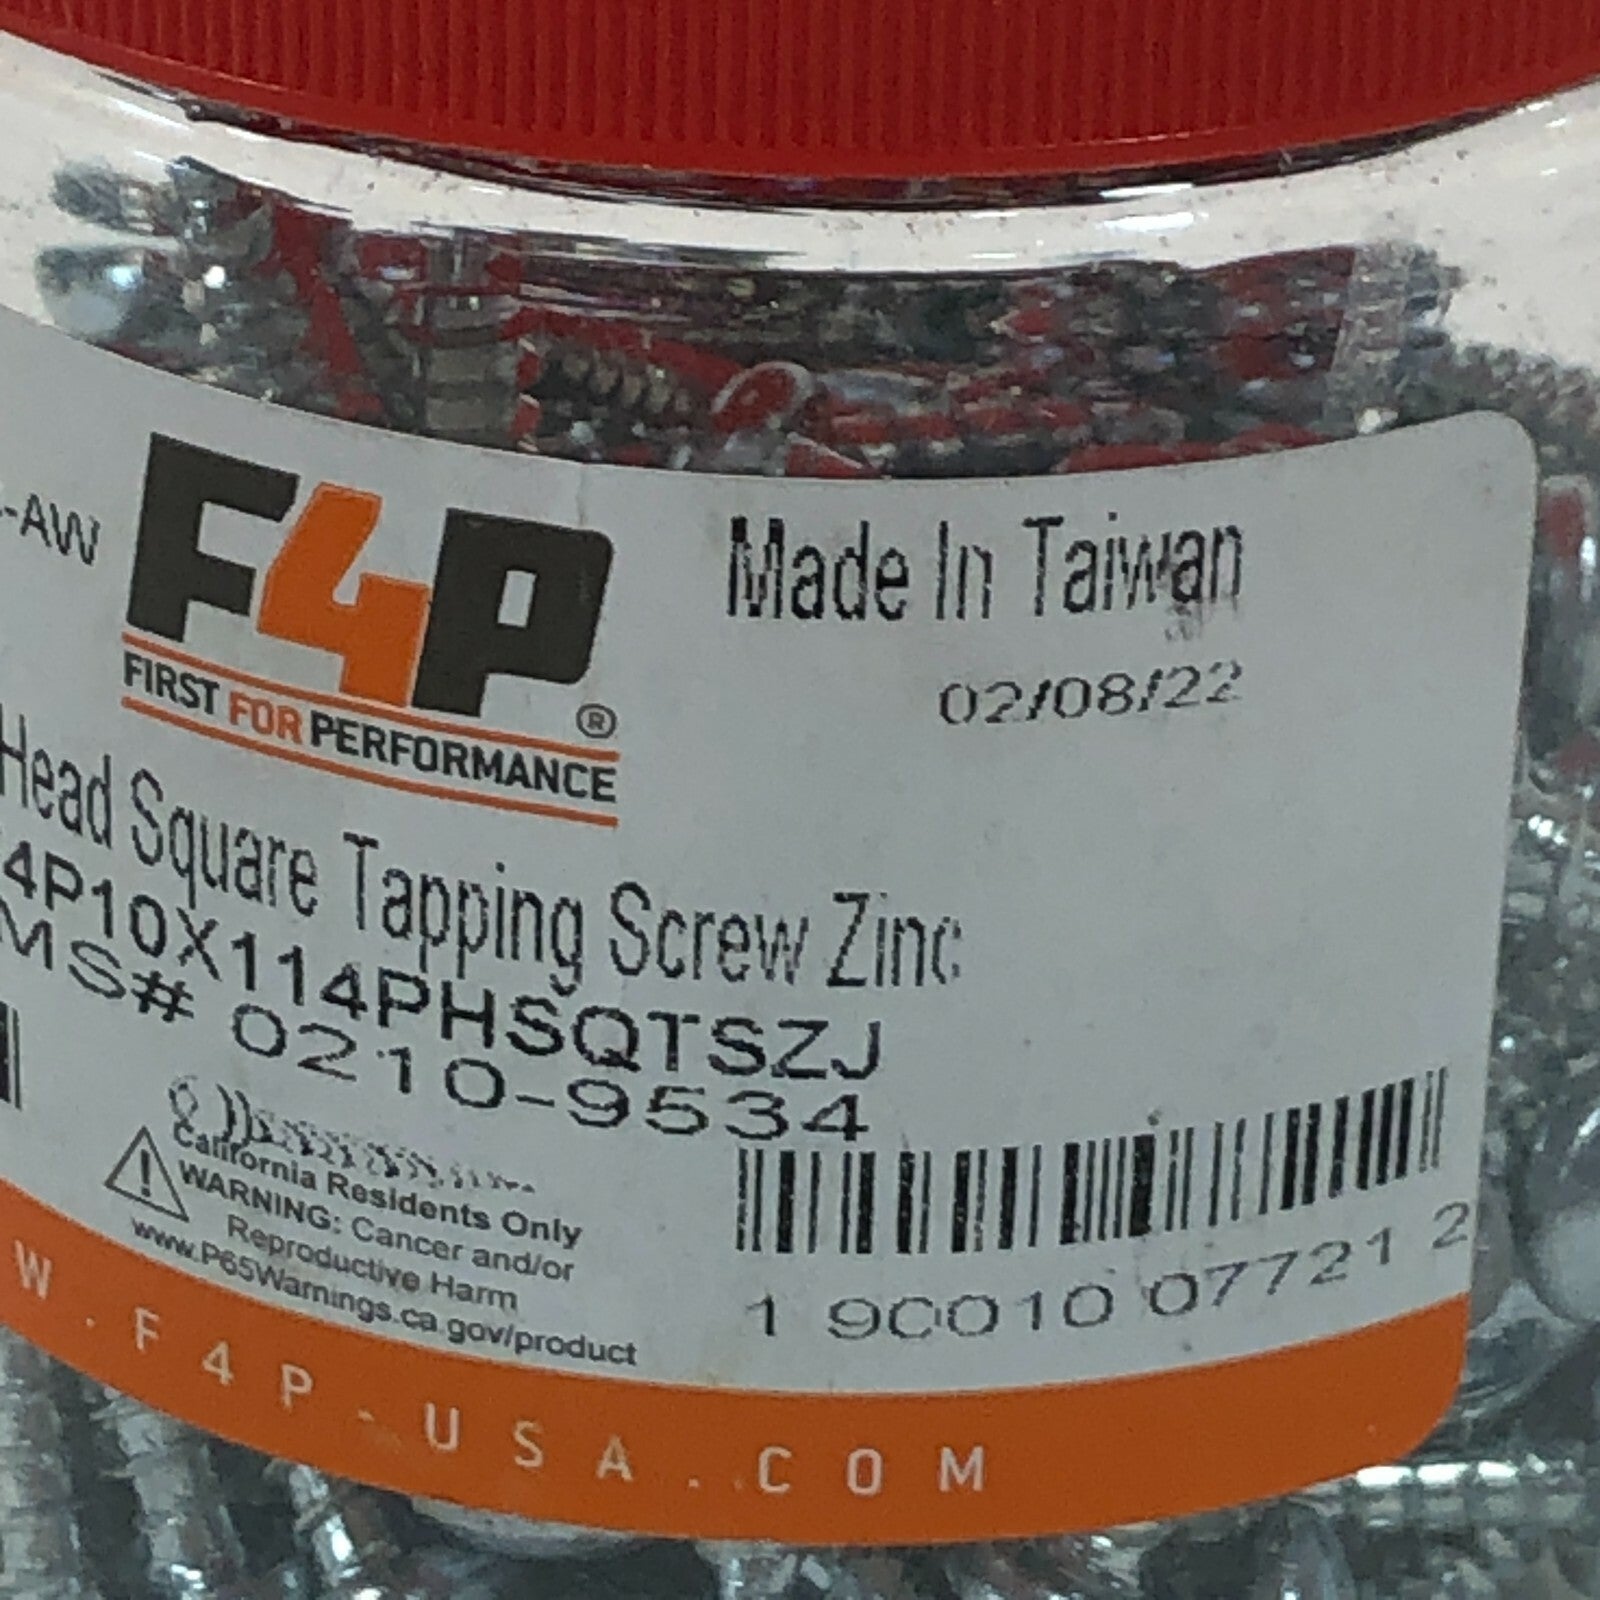 -AW
F4P®
FIRST FOR PERFORMANCE
Made In Taiwan
02/08/22
Head Square Tapping Screw Zinc
4P10X114PHSQTSZJ
MS# 0210-9534
California Residents Only
WARNING: Cancer and/or
Reproductive Harm
www.P65Warnings.ca.gov/product
1 90010 07721 2
W.F4P-USA.COM